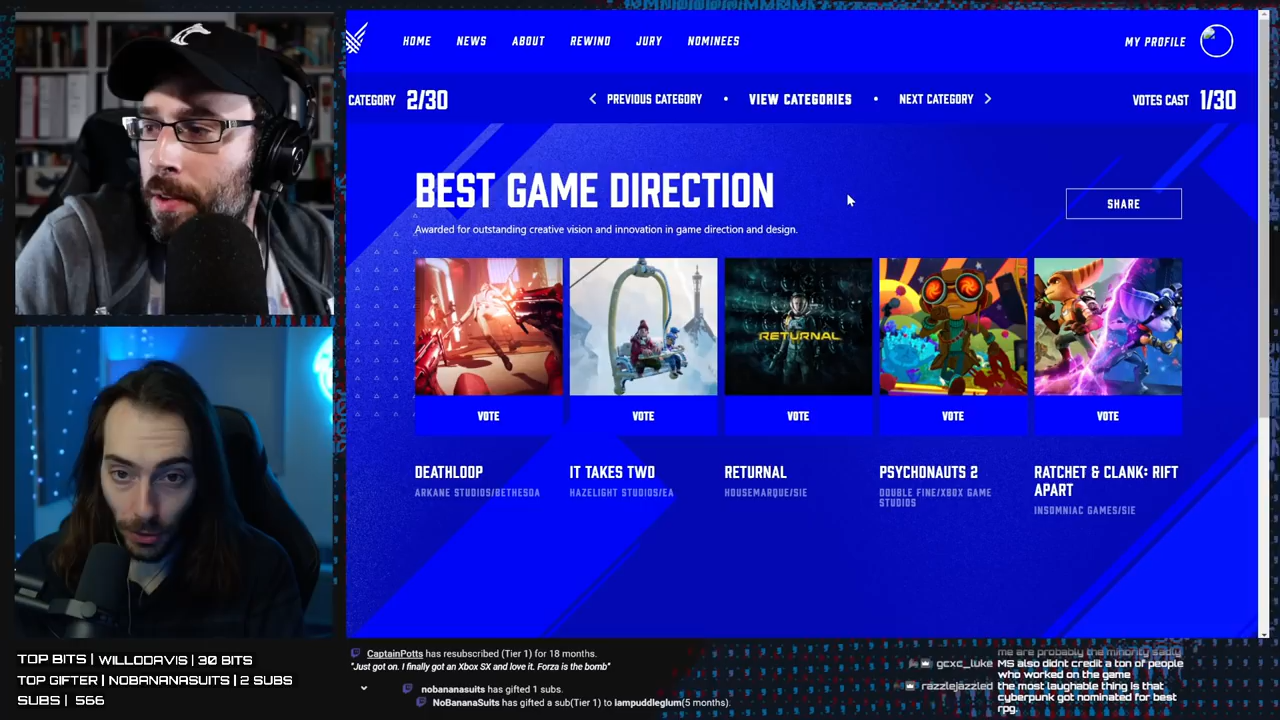 HOME NEWS ABOUT REWIND JURY NOMINEES MY PROFILE
CATEGORY 2/30 PREVIOUS CATEGORY • VIEW CATEGORIES • NEXT CATEGORY VOTES CAST 1/30
BEST GAME DIRECTION
SHARE
Awarded for outstanding creative vision and innovation in game direction and design.
RETURNAL
VOTE VOTE VOTE VOTE VOTE
DEATHLOOP
ARKANE STUDIOS/BETHESDA
IT TAKES TWO
HAZELIGHT STUDIOS/EA
RETURNAL
HOUSEMARQUE/SIE
PSYCHONAUTS 2
DOUBLE FINE/XBOX GAME
STUDIOS
RATCHET & CLANK: RIFT
APART
INSOMNIAC GAMES/SIE
TOP BITS | WILLODAVIS | 30 BITS
TOP GIFTER | NOBANANASUITS | 2 SUBS
SUBS | 566
CaptainPotts has resubscribed (Tier 1) for 18 months.
"Just got on. I finally got an Xbox SX and love it. Forza is the bomb"
nobananasuits has gifted 1 subs.
NoBananaSuits has gifted a sub(Tier 1) to iampuddleglum(5 months).
me are probably the minority sadly
gcxc_luke MS also didnt credit a ton of people
who worked on the game
razzlejazzled the most laughable thing is that
cyberpunk got nominated for best
rpg.